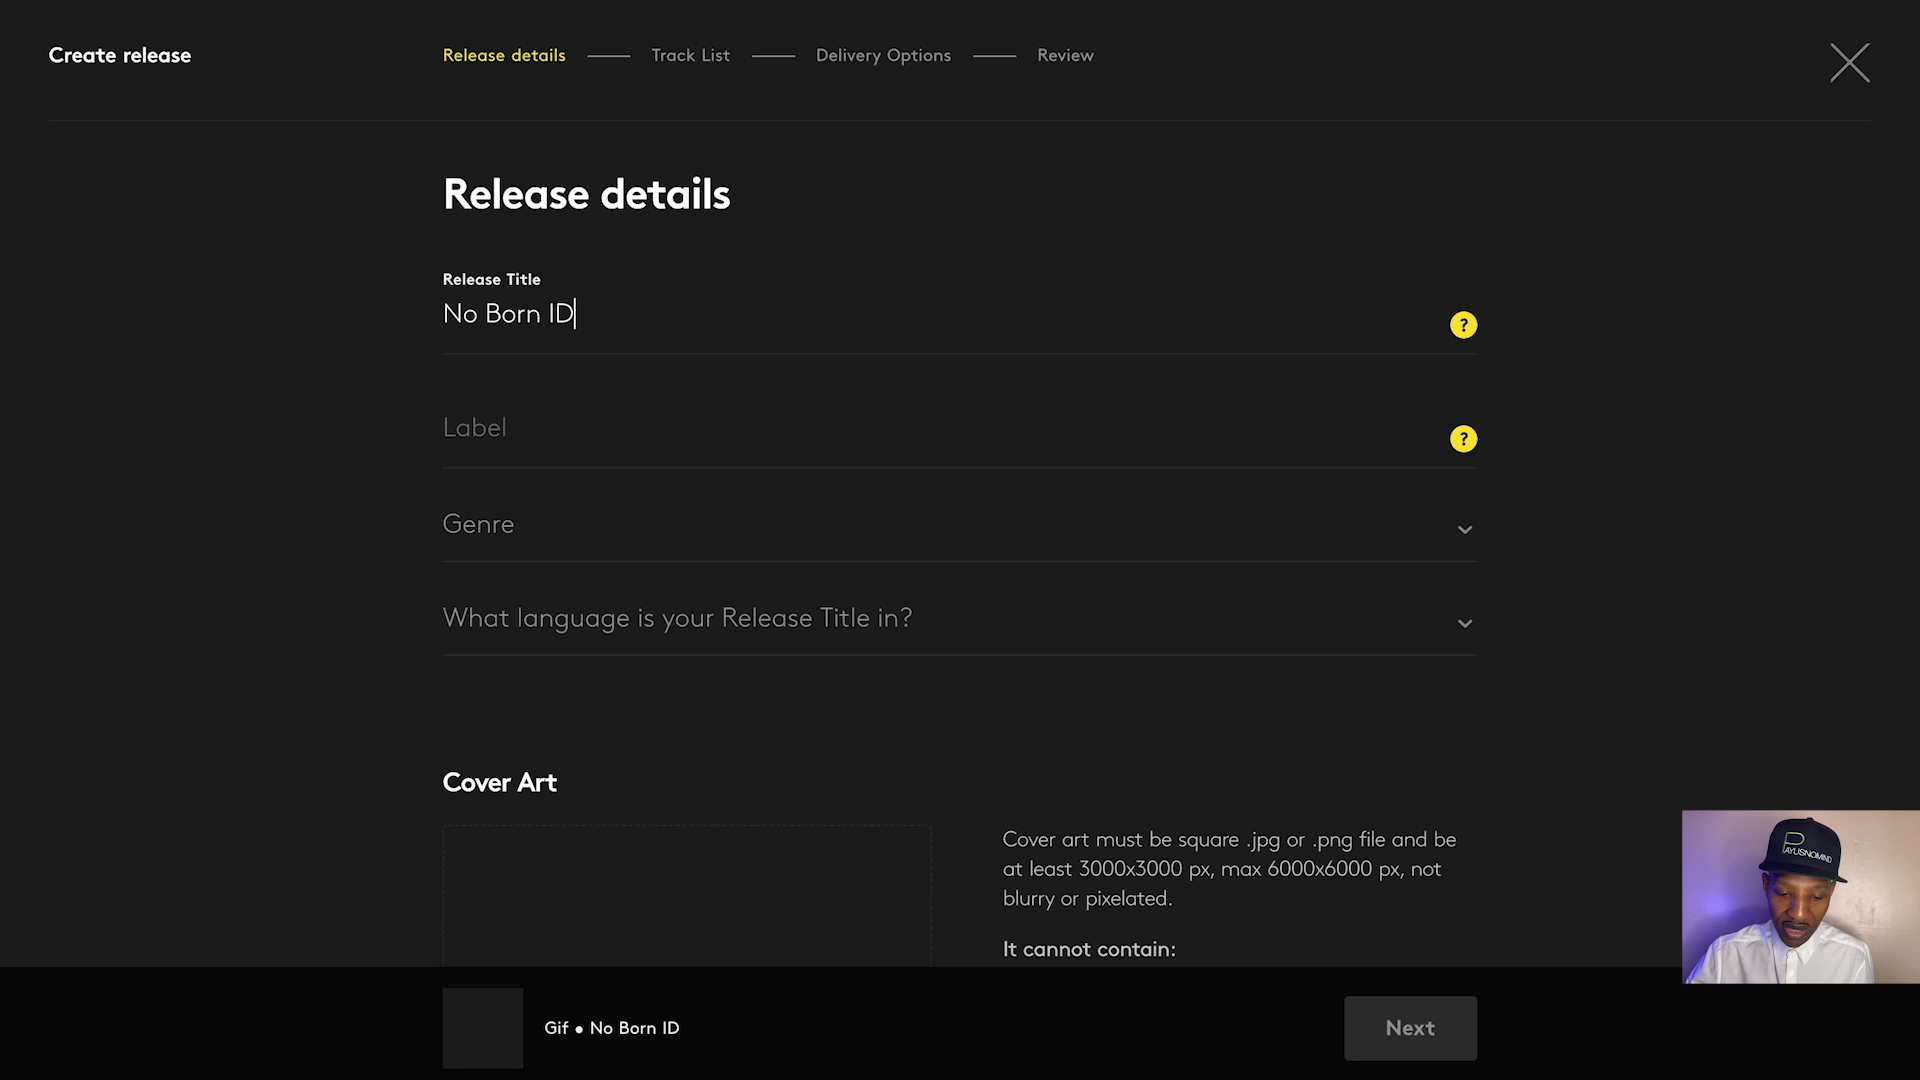 Create release
Release details
Track List
Delivery Options
Review
Release details
Release Title
No Born ID
?
Label
?
Genre
What language is your Release Title in?
Cover Art
Cover art must be square .jpg or .png file and be
at least 3000x3000 px, max 6000x6000 px, not
blurry or pixelated.
It cannot contain:
PAYUSNOMIND
Gif • No Born ID
Next